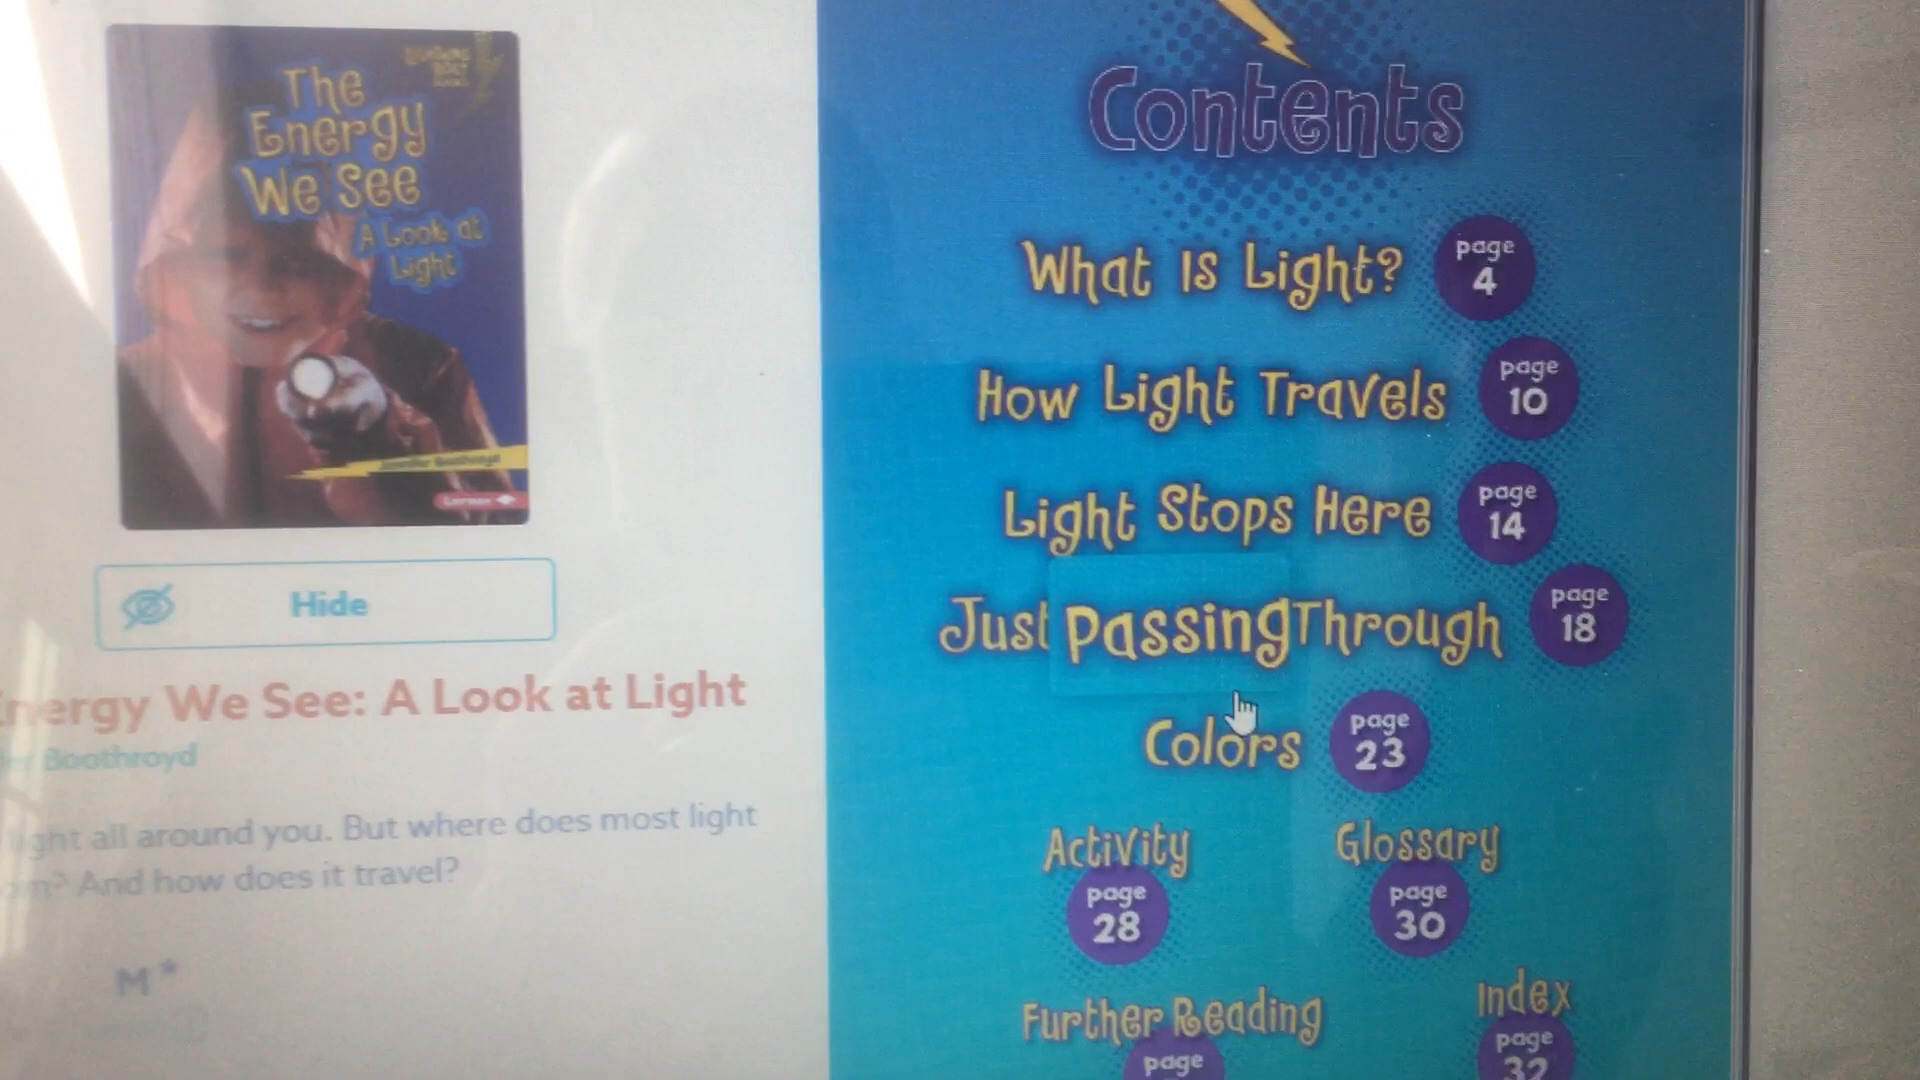 The
Energy
We See
A Look at
Light
Lerner
Hide
Energy We See: A Look at Light
Boothroyd
light all around you. But where does most light
And how does it travel?
M*
Contents
What Is Light? page 4
How Light Travels page 10
Light Stops Here page 14
Just Passing Through page 18
Colors page 23
Activity page 28
Glossary page 30
Further Reading page
Index page 32